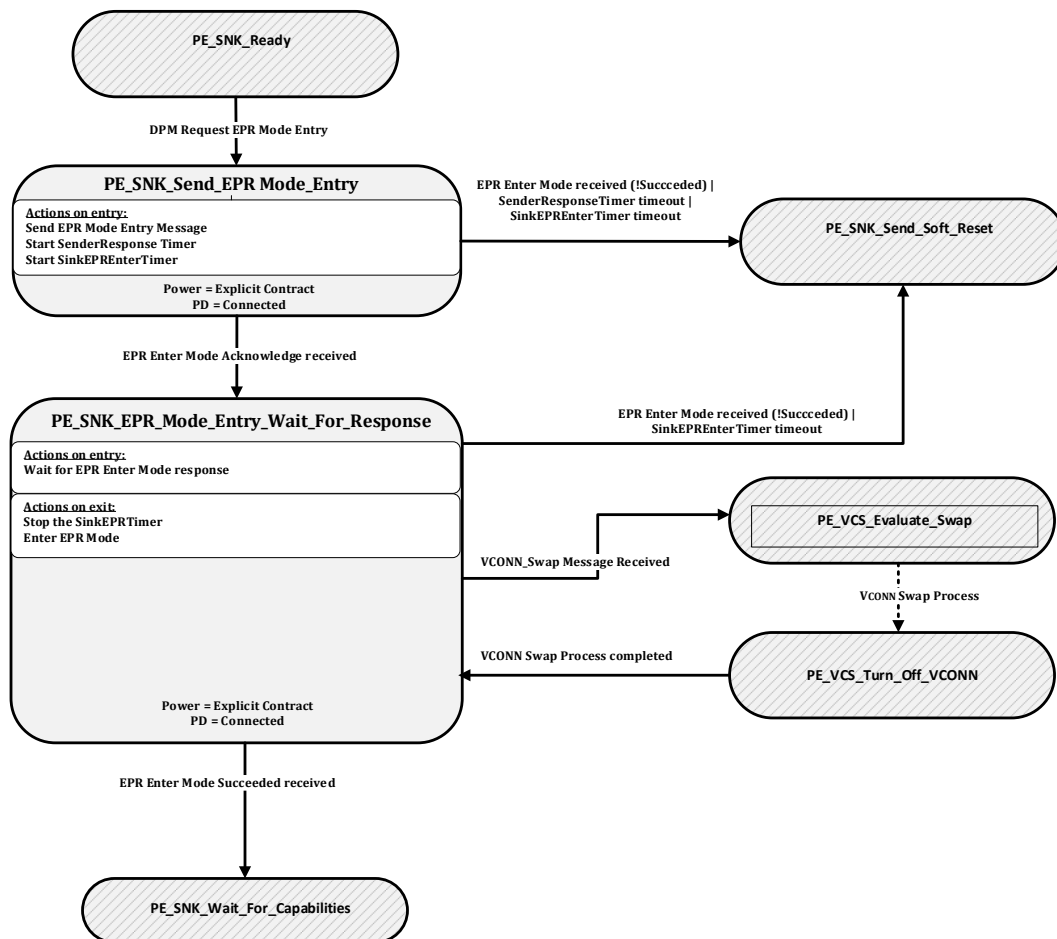 PE_SNK_Ready
DPM Request EPR Mode Entry
PE_SNK_Send_EPR Mode_Entry
Actions on entry:
Send EPR Mode Entry Message
Start SenderResponse Timer
Start SinkEPREnterTimer
Power = Explicit Contract
PD = Connected
EPR Enter Mode received (!Succceded) |
SenderResponseTimer timeout |
SinkEPREnterTimer timeout
PE_SNK_Send_Soft_Reset
EPR Enter Mode Acknowledge received
PE_SNK_EPR_Mode_Entry_Wait_For_Response
Actions on entry:
Wait for EPR Enter Mode response
Actions on exit:
Stop the SinkEPRTimer
Enter EPR Mode
Power = Explicit Contract
PD = Connected
EPR Enter Mode received (!Succceded) |
SinkEPREnterTimer timeout
VCONN_Swap Message Received
PE_VCS_Evaluate_Swap
VCONN Swap Process
VCONN Swap Process completed
PE_VCS_Turn_Off_VCONN
EPR Enter Mode Succeeded received
PE_SNK_Wait_For_Capabilities